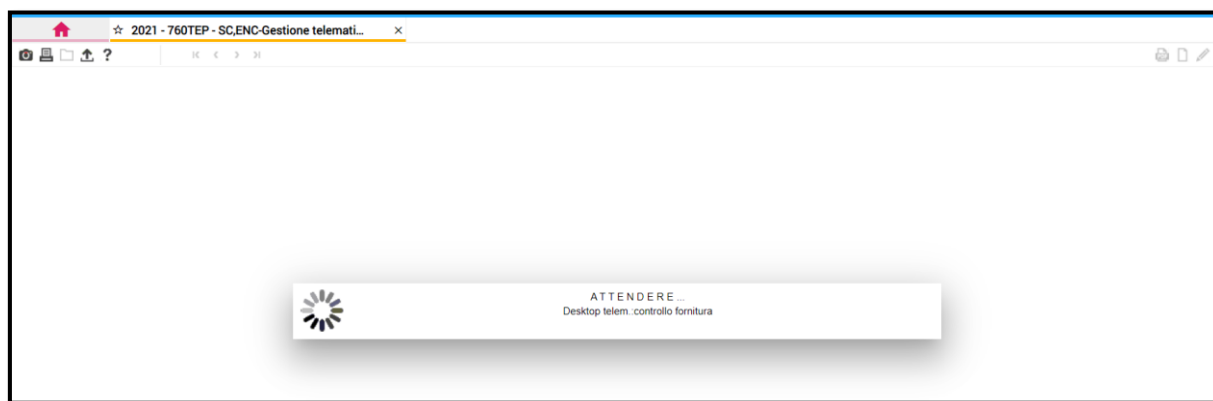 ☆ 2021 - 760TEP - SC,ENC-Gestione telemati... ×
?
ATTENDERE...
Desktop telem.:controllo fornitura